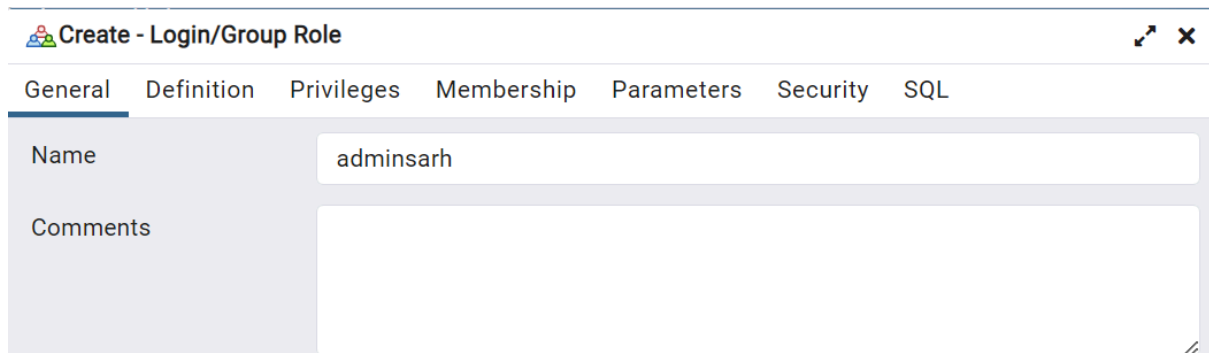 Create - Login/Group Role
General Definition Privileges Membership Parameters Security SQL
Name adminsarh
Comments